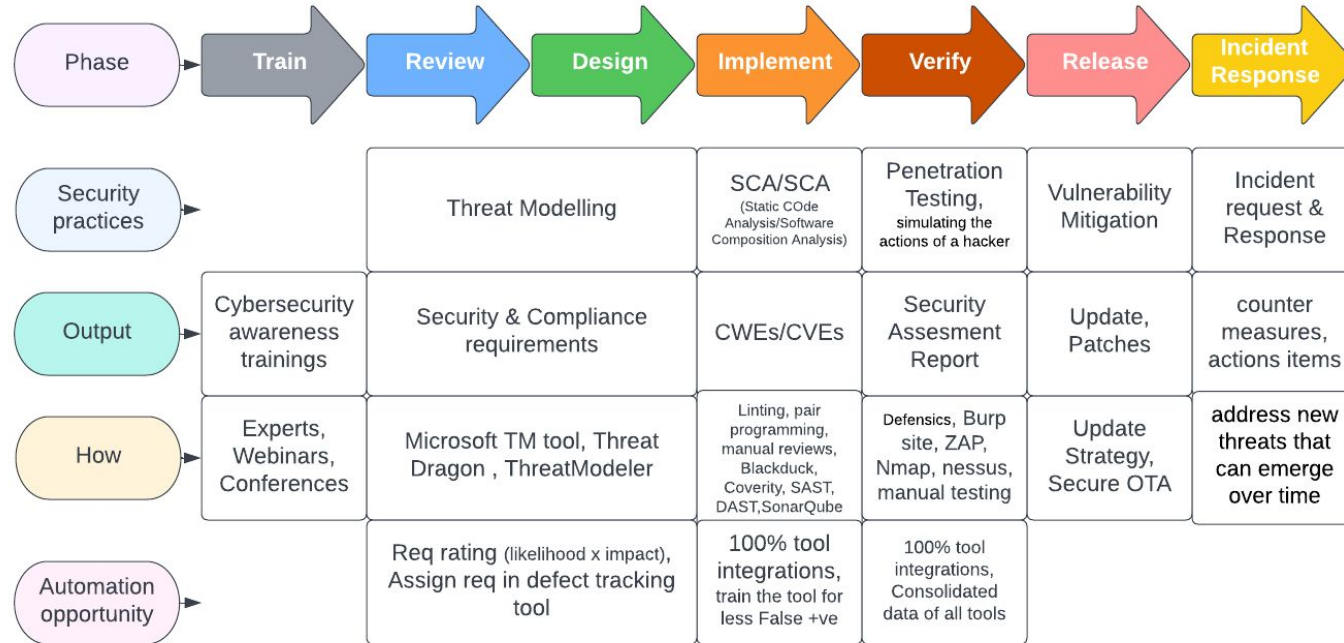 Phase
Train
Review
Design
Implement
Verify
Release
Incident
Response
Security
practices
Threat Modelling
SCA/SCA
(Static COde
Analysis/Software
Composition Analysis)
Penetration
Testing,
simulating the
actions of a hacker
Vulnerability
Mitigation
Incident
request &
Response
Output
Cybersecurity
awareness
trainings
Security & Compliance
requirements
CWEs/CVEs
Security
Assesment
Report
Update,
Patches
counter
measures,
actions items
How
Experts,
Webinars,
Conferences
Microsoft TM tool, Threat
Dragon , ThreatModeler
Linting, pair
programming,
manual reviews,
Blackduck,
Coverity, SAST,
DAST,SonarQube
Defensics, Burp
site, ZAP,
Nmap, nessus,
manual testing
Update
Strategy,
Secure OTA
address new
threats that
can emerge
over time
Automation
opportunity
Req rating (likelihood x impact),
Assign req in defect tracking
tool
100% tool
integrations,
train the tool for
less False +ve
100% tool
integrations,
Consolidated
data of all tools